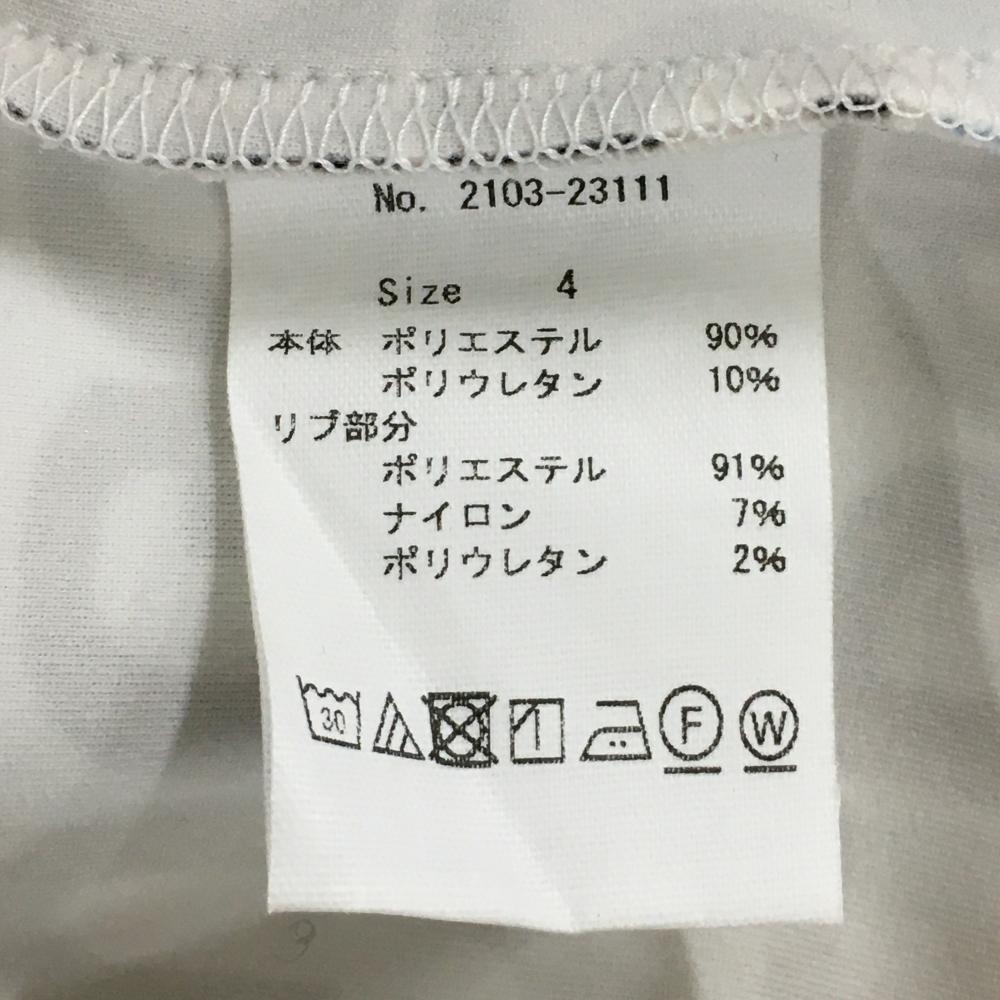 No. 2103-23111
Size 4
本体 ポリエステル 90%
ポリウレタン 10%
リブ部分
ポリエステル 91%
ナイロン 7%
ポリウレタン 2%
30 F W